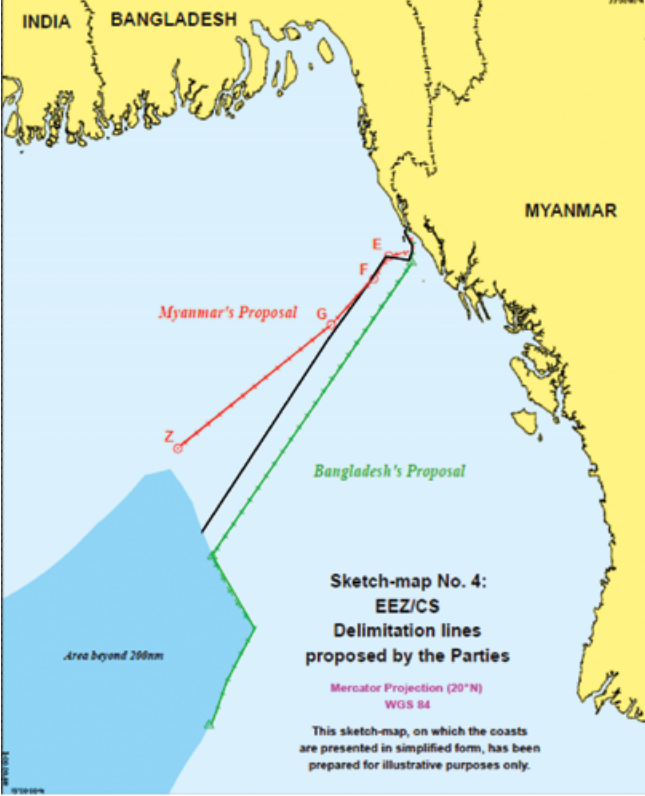 INDIA
BANGLADESH
MYANMAR
E
F
G
Myanmar's Proposal
Z
Bangladesh's Proposal
Sketch-map No. 4:
EEZ/CS
Delimitation lines
proposed by the Parties
Area beyond 200nm
Mercator Projection (20°N)
WGS 84
This sketch-map, on which the coasts
are presented in simplified form, has been
prepared for illustrative purposes only.